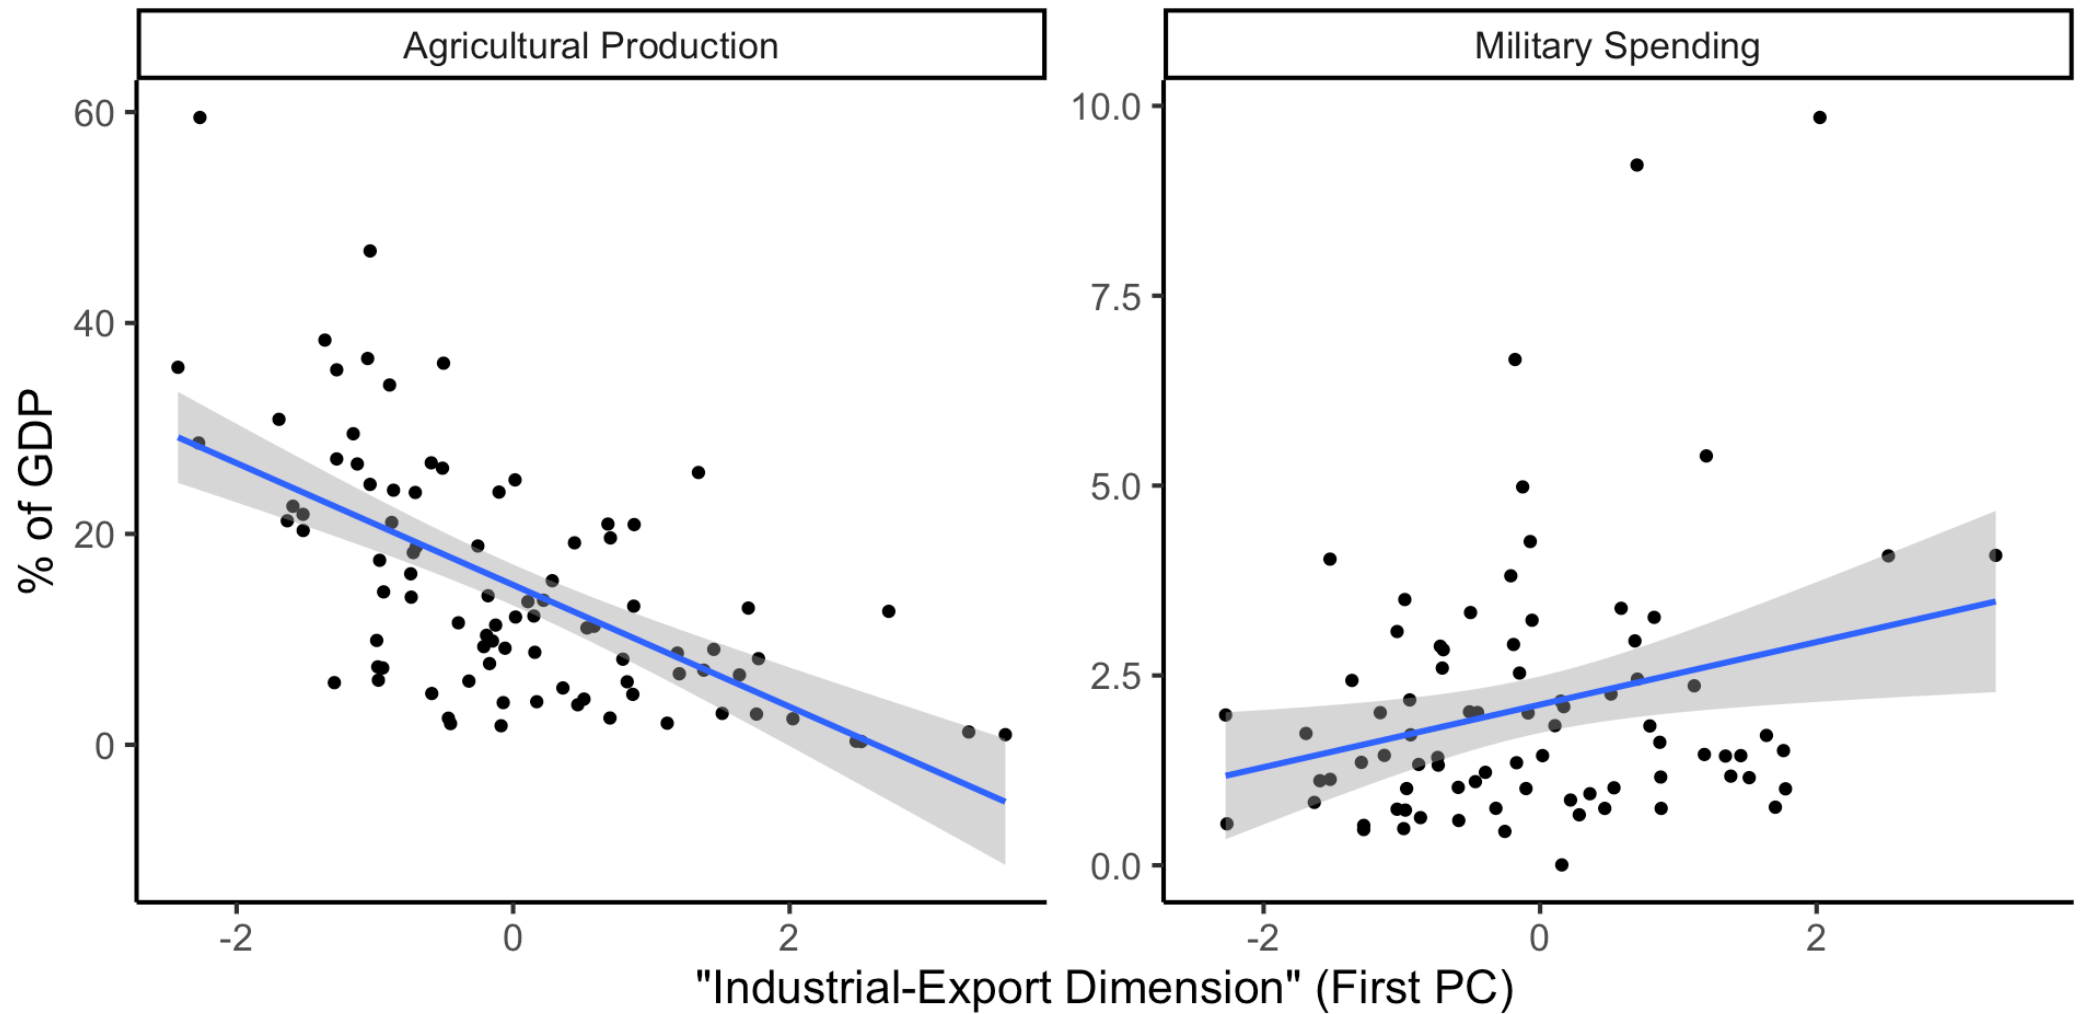 Agricultural Production
Military Spending
60
40
20
0
10.0
7.5
5.0
2.5
0.0
% of GDP
-2 0 2
-2 0 2
"Industrial-Export Dimension" (First PC)